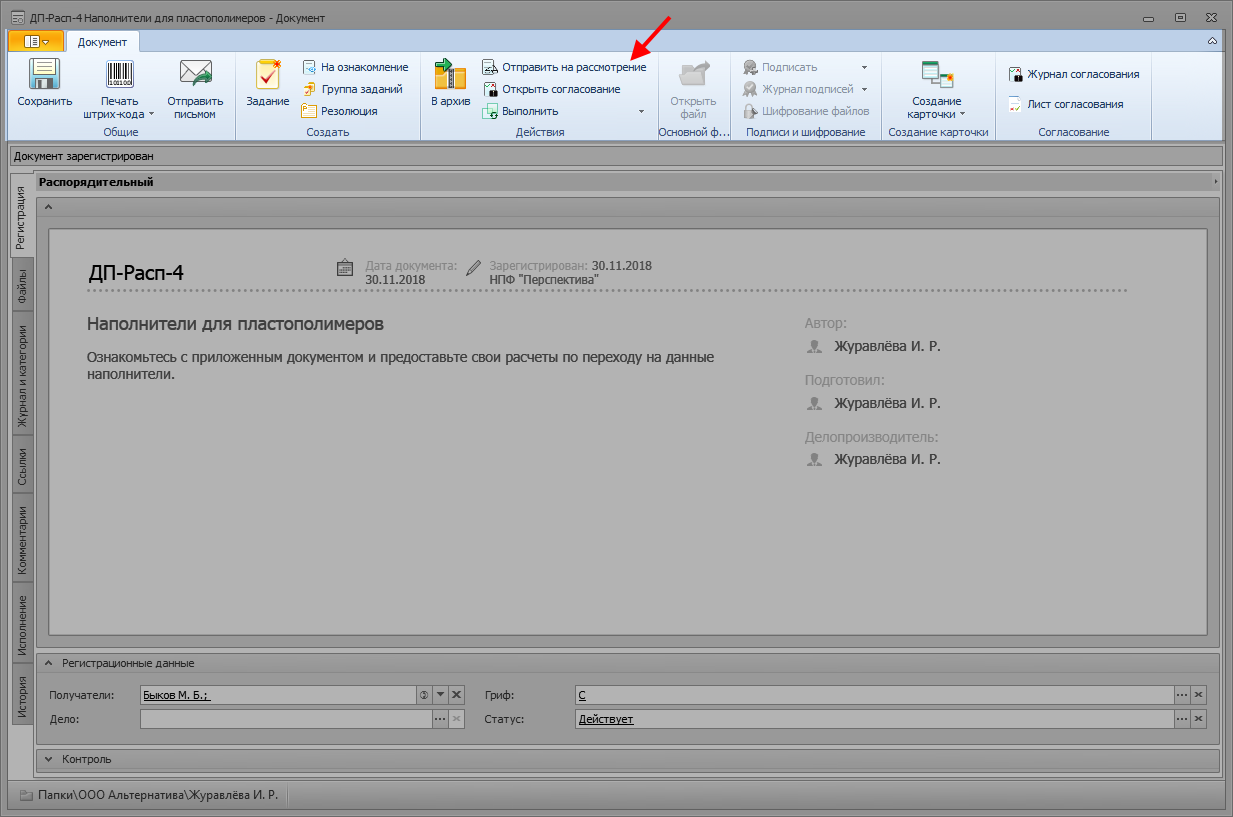 ДП-Расп-4 Наполнители для пластополимеров - Документ
Документ
Сохранить
Печать
штрих-кода
Отправить
письмом
Общие
Задание
На ознакомление
Группа заданий
Резолюция
Создать
В архив
Отправить на рассмотрение
Открыть согласование
Выполнить
Действия
Открыть
файл
Основной ф...
Подписать
Журнал подписей
Шифрование файлов
Подписи и шифрование
Создание
карточки
Создание карточки
Журнал согласования
Лист согласования
Согласование
Документ зарегистрирован
Распорядительный
Регистрация
Файлы
Журнал и категории
Ссылки
Комментарии
Исполнение
История
ДП-Расп-4
Дата документа:
30.11.2018
Зарегистрирован: 30.11.2018
НПФ "Перспектива"
Наполнители для пластополимеров
Ознакомьтесь с приложенным документом и предоставьте свои расчеты по переходу на данные
наполнители.
Автор:
Журавлёва И. Р.
Подготовил:
Журавлёва И. Р.
Делопроизводитель:
Журавлёва И. Р.
Регистрационные данные
Получатели: Быков М. Б.;
Гриф: С
Дело:
Статус: Действует
Контроль
Папки\ООО Альтернатива\Журавлёва И. Р.